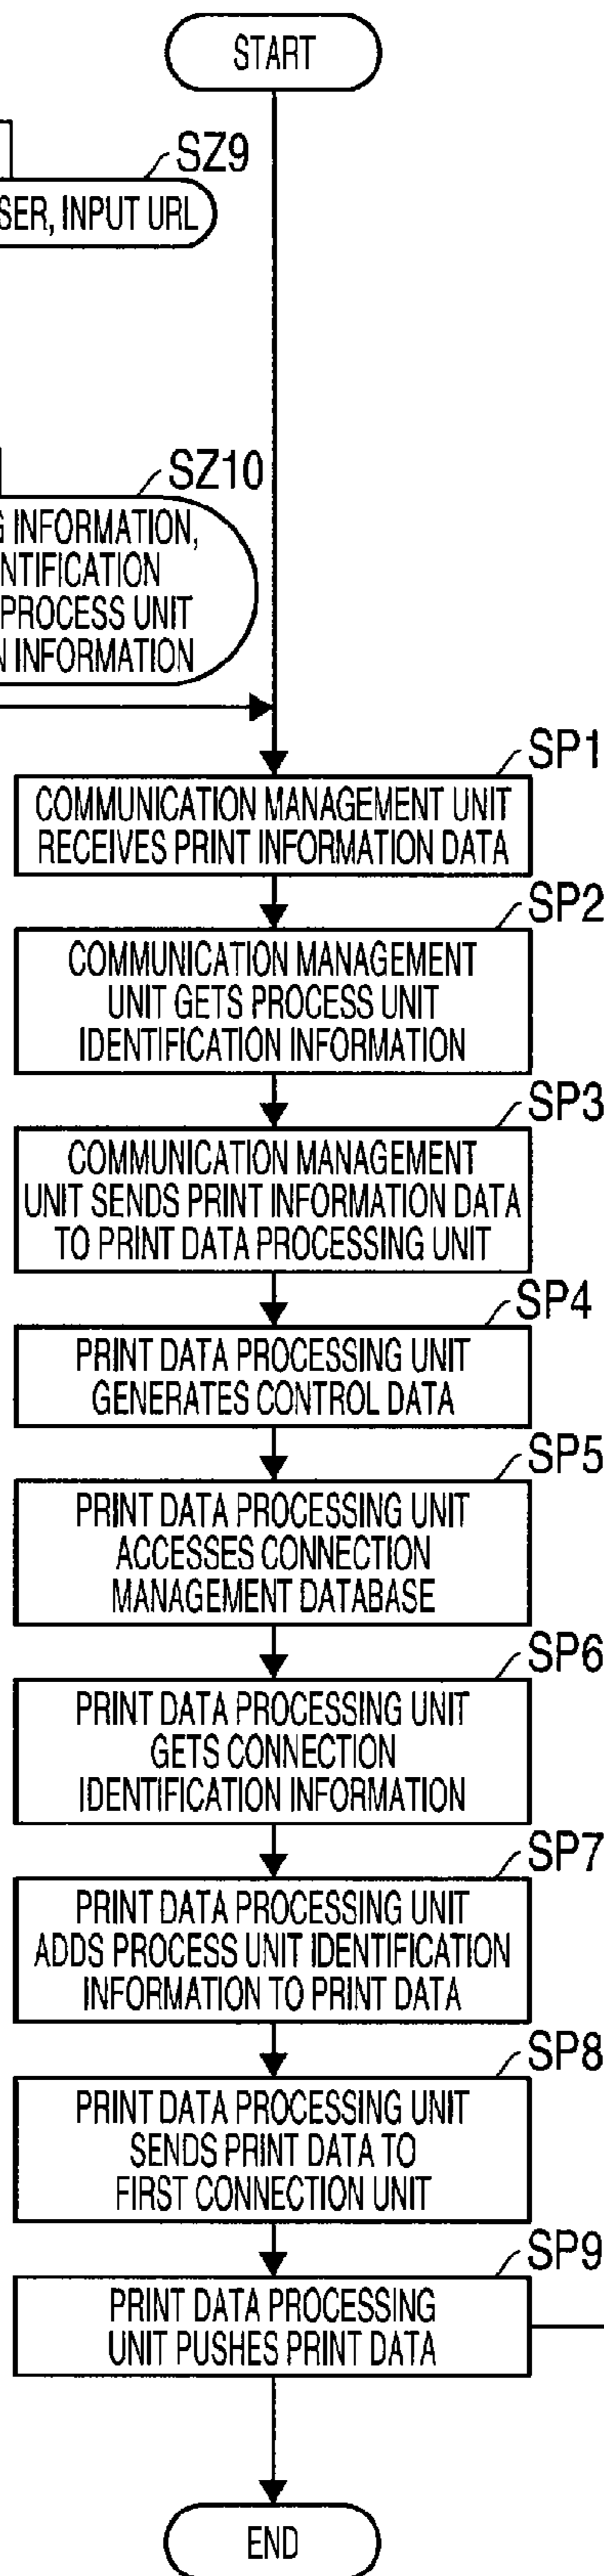 START
SZ9
SER, INPUT URL
SZ10
INFORMATION,
NTIFICATION
PROCESS UNIT
N INFORMATION
SP1
COMMUNICATION MANAGEMENT UNIT
RECEIVES PRINT INFORMATION DATA
SP2
COMMUNICATION MANAGEMENT
UNIT GETS PROCESS UNIT
IDENTIFICATION INFORMATION
SP3
COMMUNICATION MANAGEMENT
UNIT SENDS PRINT INFORMATION DATA
TO PRINT DATA PROCESSING UNIT
SP4
PRINT DATA PROCESSING UNIT
GENERATES CONTROL DATA
SP5
PRINT DATA PROCESSING UNIT
ACCESSES CONNECTION
MANAGEMENT DATABASE
SP6
PRINT DATA PROCESSING UNIT
GETS CONNECTION
IDENTIFICATION INFORMATION
SP7
PRINT DATA PROCESSING UNIT
ADDS PROCESS UNIT IDENTIFICATION
INFORMATION TO PRINT DATA
SP8
PRINT DATA PROCESSING UNIT
SENDS PRINT DATA TO
FIRST CONNECTION UNIT
SP9
PRINT DATA PROCESSING
UNIT PUSHES PRINT DATA
END